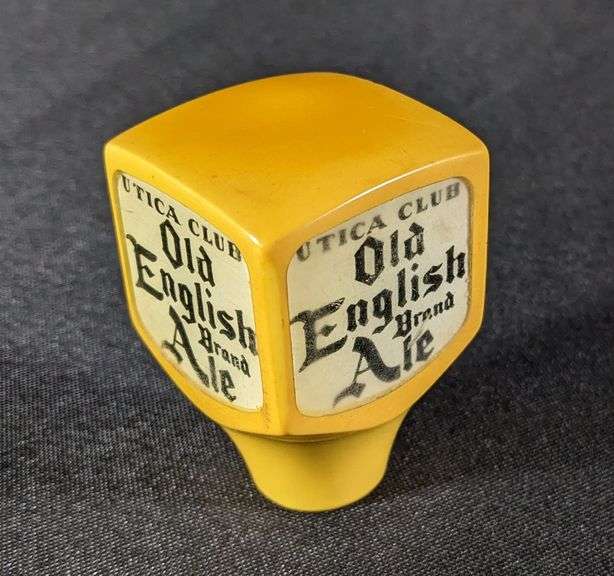 UTICA CLUB
Old
English
Brand
Ale
UTICA CLUB
Old
English
Brand
Ale